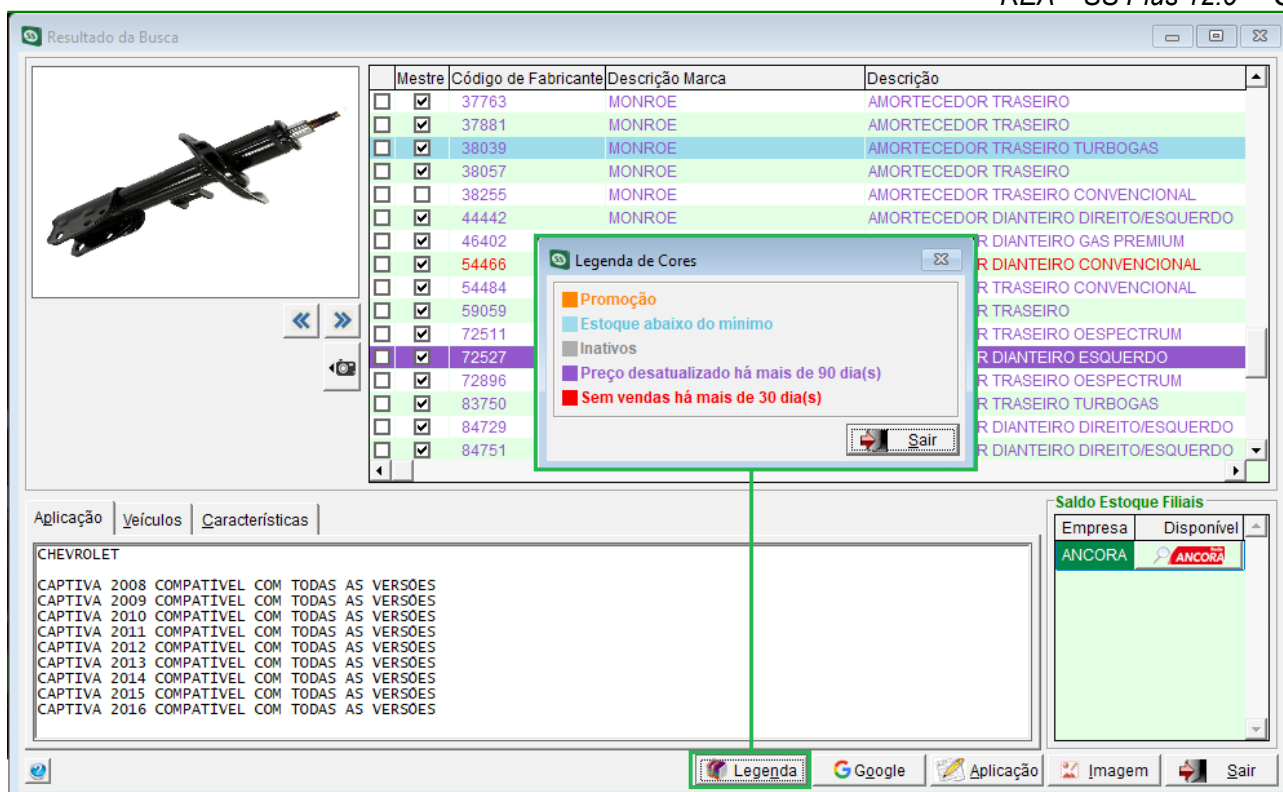 Resultado da Busca
Mestre Código de Fabricante Descrição Marca Descrição
37763 MONROE AMORTECEDOR TRASEIRO
37881 MONROE AMORTECEDOR TRASEIRO
38039 MONROE AMORTECEDOR TRASEIRO TURBOGAS
38057 MONROE AMORTECEDOR TRASEIRO
38255 MONROE AMORTECEDOR TRASEIRO CONVENCIONAL
44442 MONROE AMORTECEDOR DIANTEIRO DIREITO/ESQUERDO
46402 R DIANTEIRO GAS PREMIUM
54466 R DIANTEIRO CONVENCIONAL
54484 R TRASEIRO CONVENCIONAL
59059 R TRASEIRO
72511 R TRASEIRO OESPECTRUM
72527 R DIANTEIRO ESQUERDO
72896 R TRASEIRO OESPECTRUM
83750 R TRASEIRO TURBOGAS
84729 R DIANTEIRO DIREITO/ESQUERDO
84751 R DIANTEIRO DIREITO/ESQUERDO
Legenda de Cores
Promoção
Estoque abaixo do mínimo
Inativos
Preço desatualizado há mais de 90 dia(s)
Sem vendas há mais de 30 dia(s)
Sair
Aplicação Veículos Características
CHEVROLET
CAPTIVA 2008 COMPATÍVEL COM TODAS AS VERSÕES
CAPTIVA 2009 COMPATÍVEL COM TODAS AS VERSÕES
CAPTIVA 2010 COMPATÍVEL COM TODAS AS VERSÕES
CAPTIVA 2011 COMPATÍVEL COM TODAS AS VERSÕES
CAPTIVA 2012 COMPATÍVEL COM TODAS AS VERSÕES
CAPTIVA 2013 COMPATÍVEL COM TODAS AS VERSÕES
CAPTIVA 2014 COMPATÍVEL COM TODAS AS VERSÕES
CAPTIVA 2015 COMPATÍVEL COM TODAS AS VERSÕES
CAPTIVA 2016 COMPATÍVEL COM TODAS AS VERSÕES
Saldo Estoque Filiais
Empresa Disponível
ANCORA ANCORA
Legenda Google Aplicação Imagem Sair